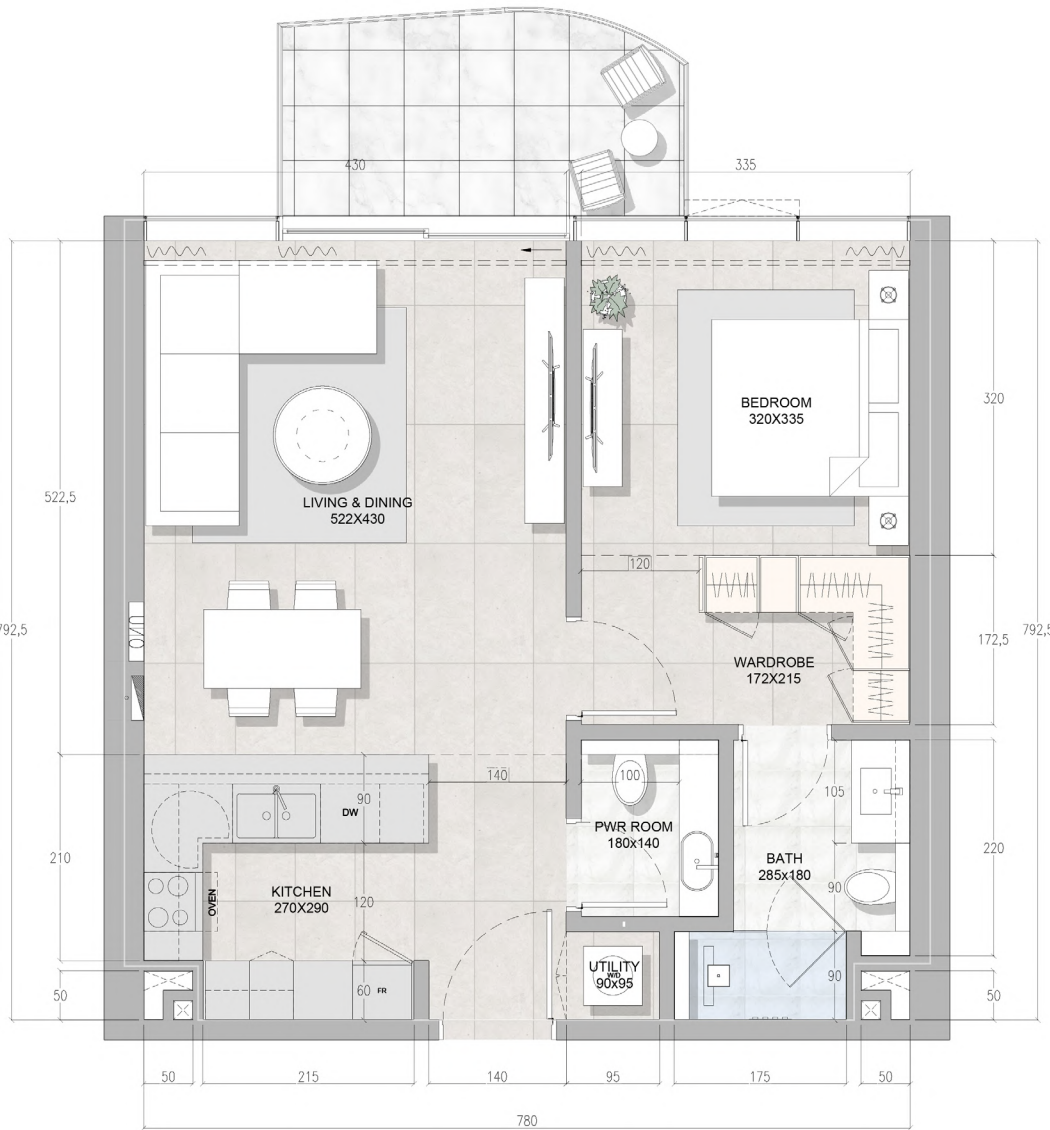 430
335
BEDROOM
320X335
320
522,5
LIVING & DINING
522X430
120
ONU
792,5
172,5
792,5
WARDROBE
172X215
140
100
90
DW
105
PWR ROOM
180x140
210
220
BATH
285x180
KITCHEN
270X290
OVEN
120
90
UTILITY
W/D
90x95
60
FR
90
50
50
50
215
140
95
175
50
780